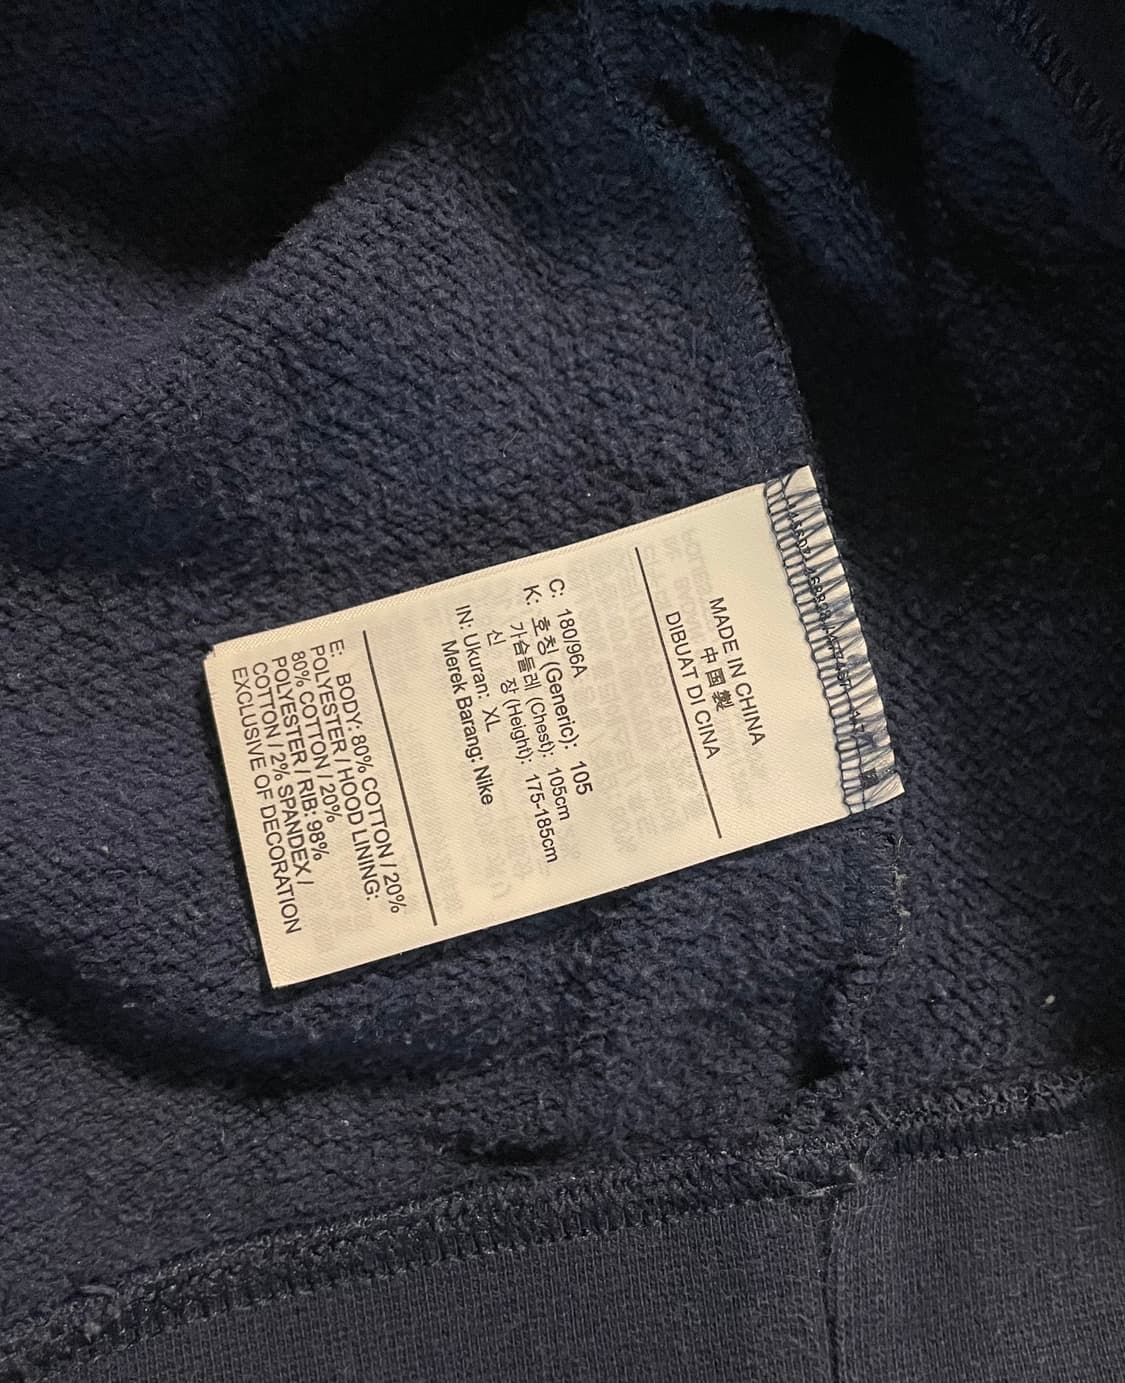 MADE IN CHINA
中国製
DIBUAT DI CINA
C: 180/96A
K: 호칭 (Generic): 105
가슴둘레 (Chest): 105cm
신 장 (Height): 175-185cm
IN: Ukuran: XL
Merek Barang: Nike
E: BODY: 80% COTTON / 20%
POLYESTER / HOOD LINING:
80% COTTON / 20%
POLYESTER / RIB: 98%
COTTON / 2% SPANDEX /
EXCLUSIVE OF DECORATION